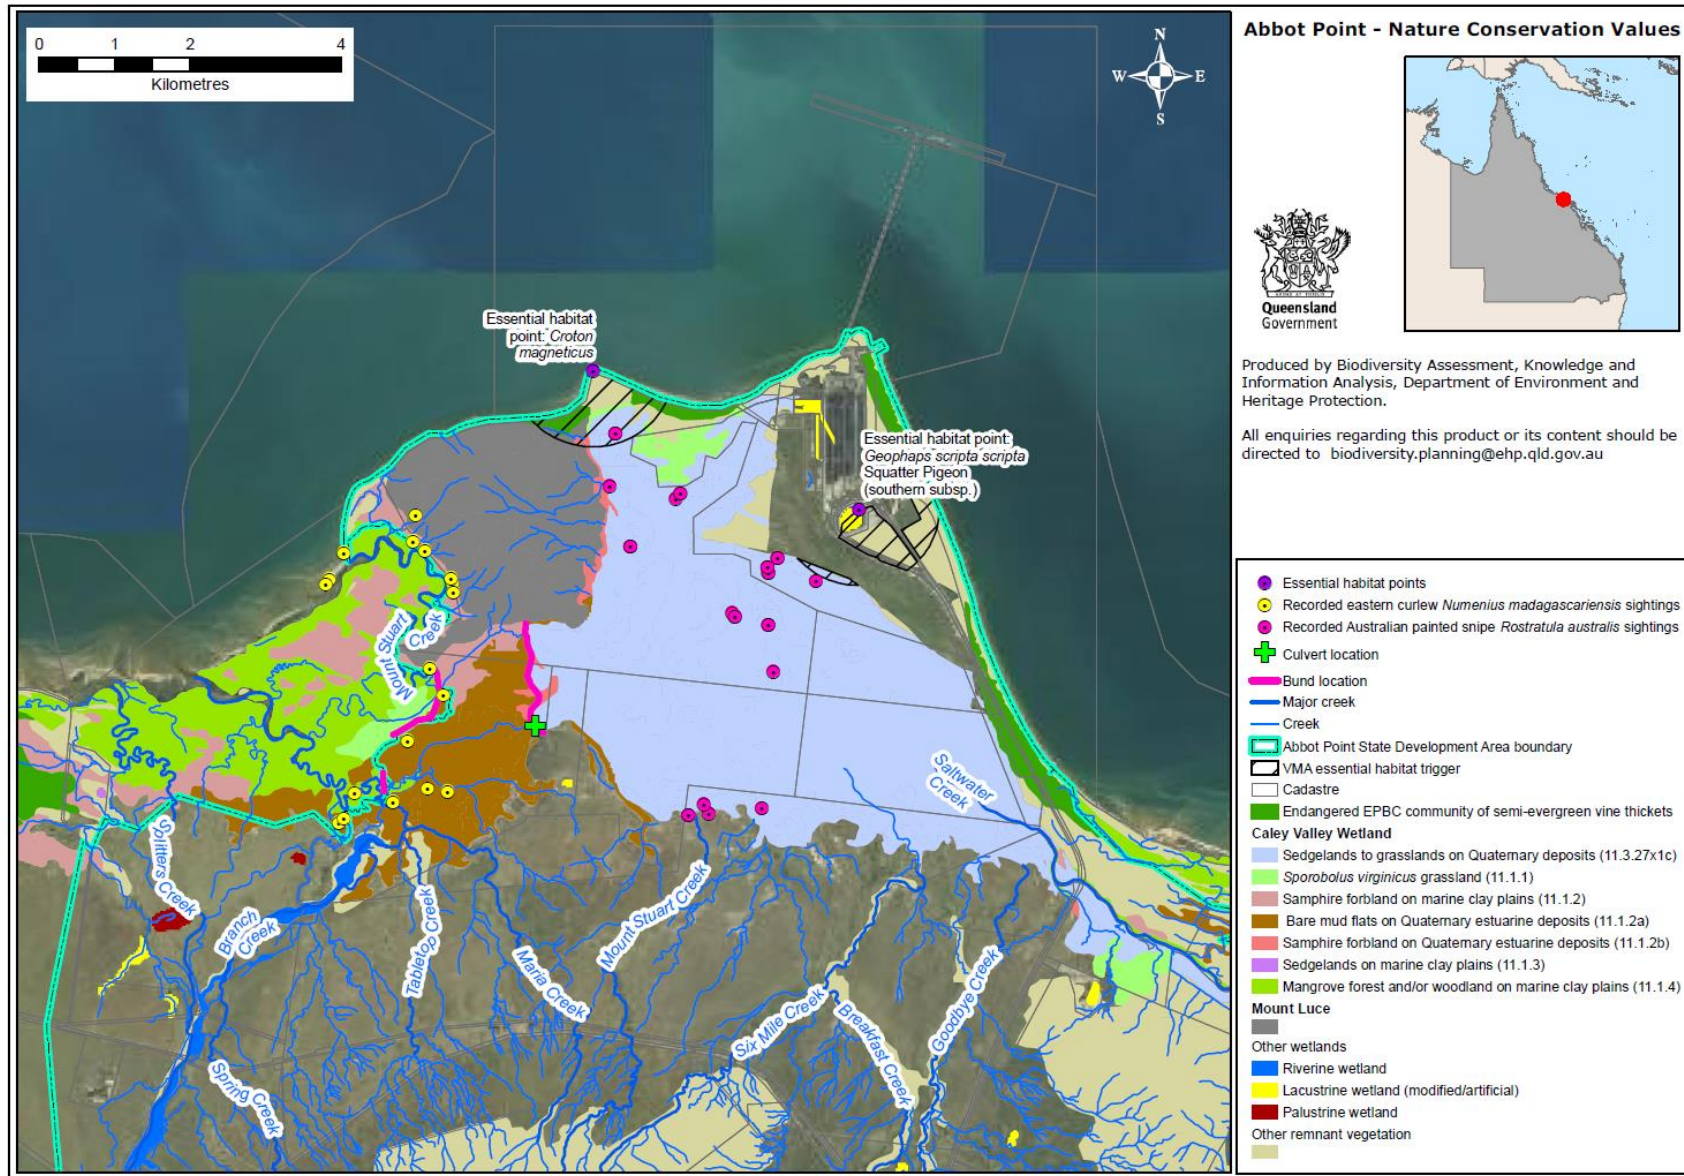 0 1 2 4
Kilometres
N
W E
S
Essential habitat
point: Croton
magneticus
Essential habitat point:
Geophaps scripta scripta
Squatter Pigeon
(southern subsp.)
Mount Stuart
Creek
Saltwater
Creek
Splitters Creek
Branch
Creek
Tabletop Creek
Maria Creek
Mount Stuart Creek
Six Mile Creek
Breakfast Creek
Goodbye Creek
Spring Creek
Abbot Point - Nature Conservation Values
Queensland
Government
Produced by Biodiversity Assessment, Knowledge and
Information Analysis, Department of Environment and
Heritage Protection.
All enquiries regarding this product or its content should be
directed to biodiversity.planning@ehp.qld.gov.au
Essential habitat points
Recorded eastern curlew Numenius madagascariensis sightings
Recorded Australian painted snipe Rostratula australis sightings
Culvert location
Bund location
Major creek
Creek
Abbot Point State Development Area boundary
VMA essential habitat trigger
Cadastre
Endangered EPBC community of semi-evergreen vine thickets
Caley Valley Wetland
Sedgelands to grasslands on Quaternary deposits (11.3.27x1c)
Sporobolus virginicus grassland (11.1.1)
Samphire forbland on marine clay plains (11.1.2)
Bare mud flats on Quaternary estuarine deposits (11.1.2a)
Samphire forbland on Quaternary estuarine deposits (11.1.2b)
Sedgelands on marine clay plains (11.1.3)
Mangrove forest and/or woodland on marine clay plains (11.1.4)
Mount Luce
Other wetlands
Riverine wetland
Lacustrine wetland (modified/artificial)
Palustrine wetland
Other remnant vegetation